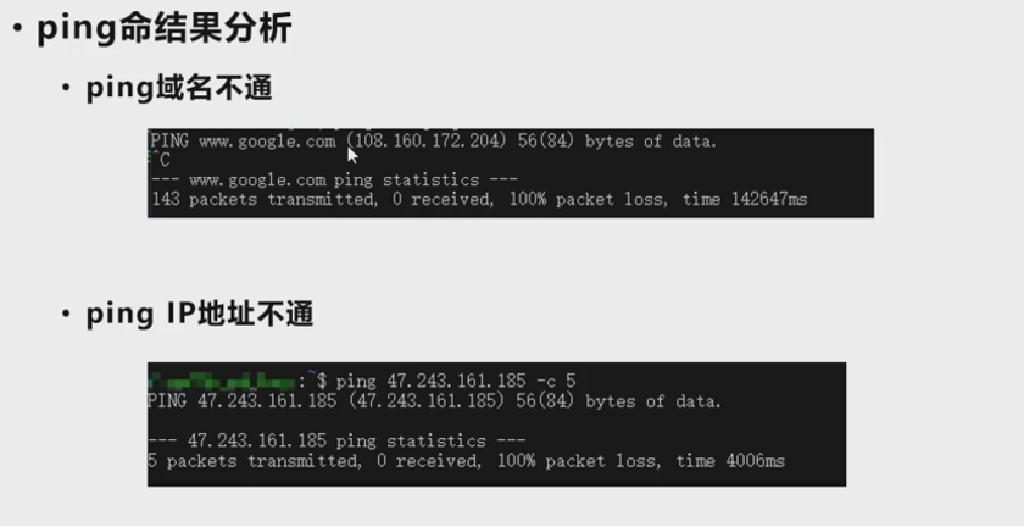 • ping命结果分析
• ping域名不通
PING www.google.com (108.160.172.204) 56(84) bytes of data.
^C
--- www.google.com ping statistics ---
143 packets transmitted, 0 received, 100% packet loss, time 142647ms
• ping IP地址不通
:~$ ping 47.243.161.185 -c 5
PING 47.243.161.185 (47.243.161.185) 56(84) bytes of data.
--- 47.243.161.185 ping statistics ---
5 packets transmitted, 0 received, 100% packet loss, time 4006ms